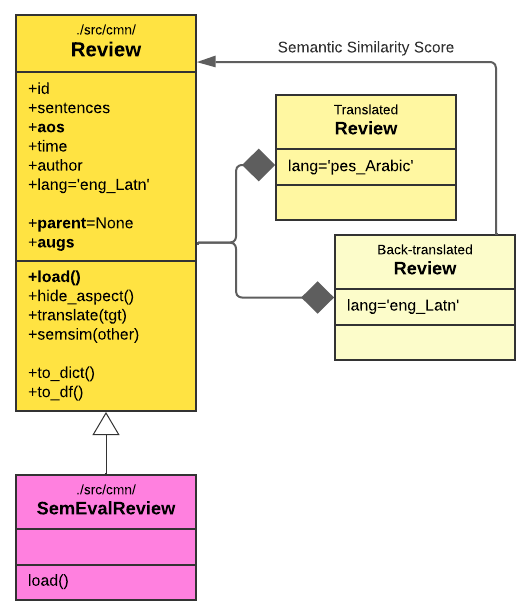 ./src/cmn/
Review
+id
+sentences
+aos
+time
+author
+lang='eng_Latn'
+parent=None
+augs
+load()
+hide_aspect()
+translate(tgt)
+semsim(other)
+to_dict()
+to_df()
Semantic Similarity Score
Translated
Review
lang='pes_Arabic'
Back-translated
Review
lang='eng_Latn'
./src/cmn/
SemEvalReview
load()